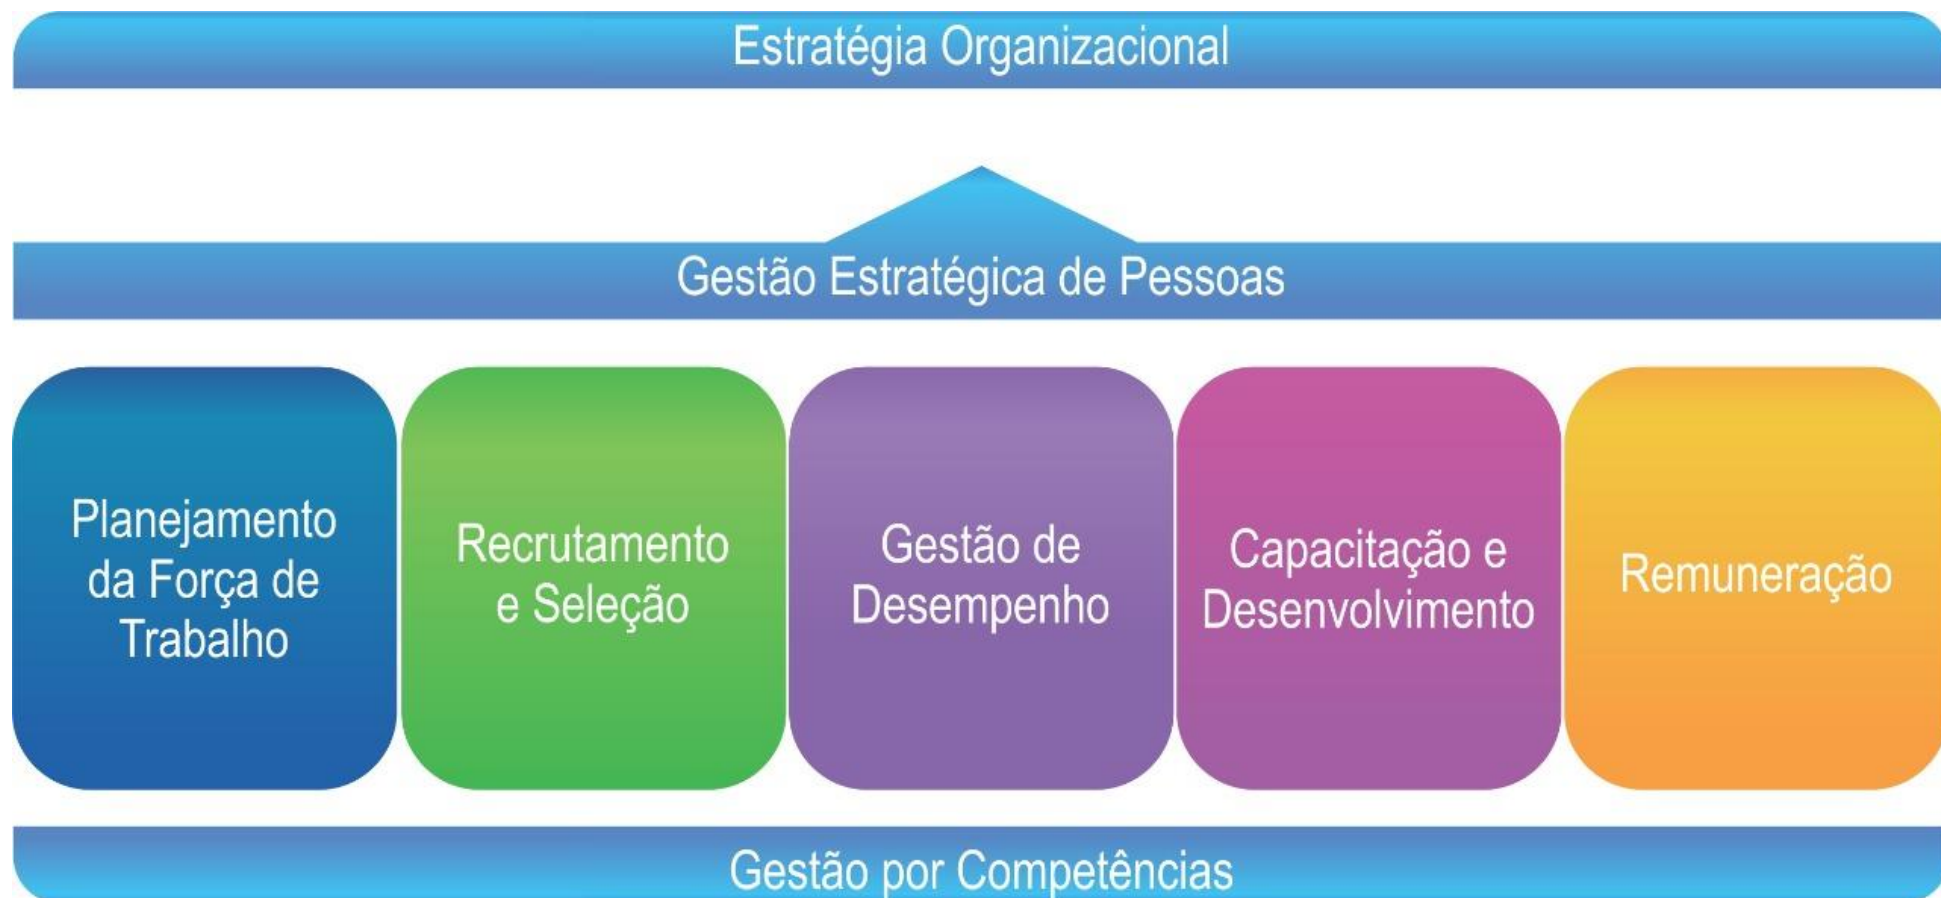 Estratégia Organizacional
Gestão Estratégica de Pessoas
Planejamento
da Força de
Trabalho
Recrutamento
e Seleção
Gestão de
Desempenho
Capacitação e
Desenvolvimento
Remuneração
Gestão por Competências